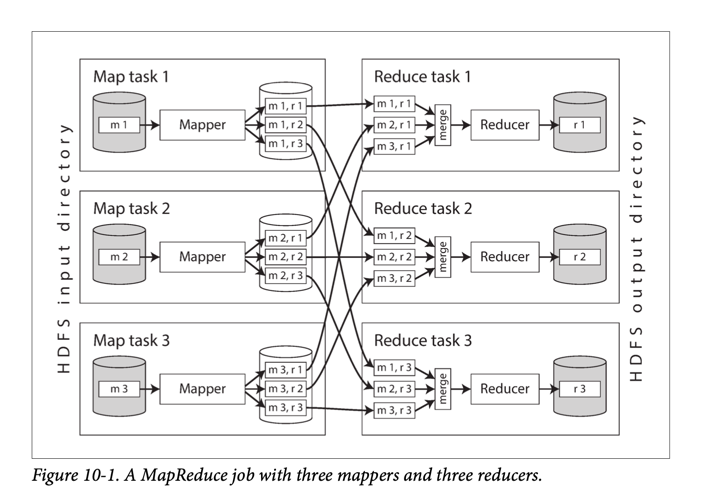 HDFS input directory
Map task 1
m 1
Mapper
m 1, r 1
m 1, r 2
m 1, r 3
Reduce task 1
m 1, r 1
m 2, r 1
m 3, r 1
merge
Reducer
r 1
Map task 2
m 2
Mapper
m 2, r 1
m 2, r 2
m 2, r 3
Reduce task 2
m 1, r 2
m 2, r 2
m 3, r 2
merge
Reducer
r 2
Map task 3
m 3
Mapper
m 3, r 1
m 3, r 2
m 3, r 3
Reduce task 3
m 1, r 3
m 2, r 3
m 3, r 3
merge
Reducer
r 3
HDFS output directory
Figure 10-1. A MapReduce job with three mappers and three reducers.